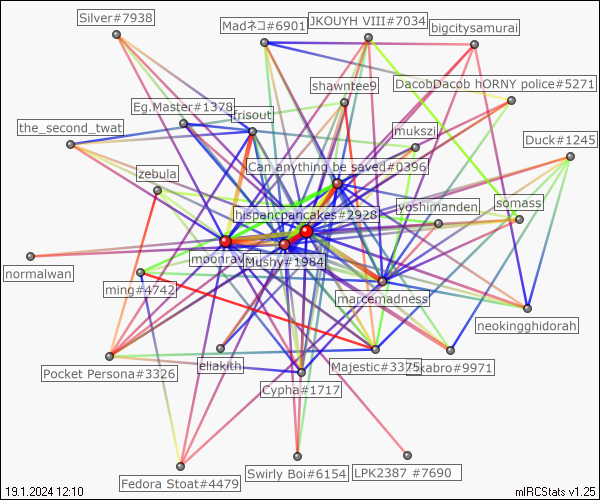 Silver#7938
Madネコ#6901
JKOUYH VIII#7034
bigcitysamurai
shawntee9
DacobDacob hORNY police#5271
Eg.Master#1378
frisout
the_second_twat
mukszi
Duck#1245
Can anything be saved#0396
zebula
hispancpancakes#2928
yoshimanden
somass
moonrav
Mushy#1984
normalwan
ming#4742
marcemadness
neokingghidorah
Pocket Persona#3326
eliakith
Majestic#3375
kabro#9971
Cypha#1717
Fedora Stoat#4479
Swirly Boi#6154
LPK2387 #7690
19.1.2024 12:10
mIRCStats v1.25